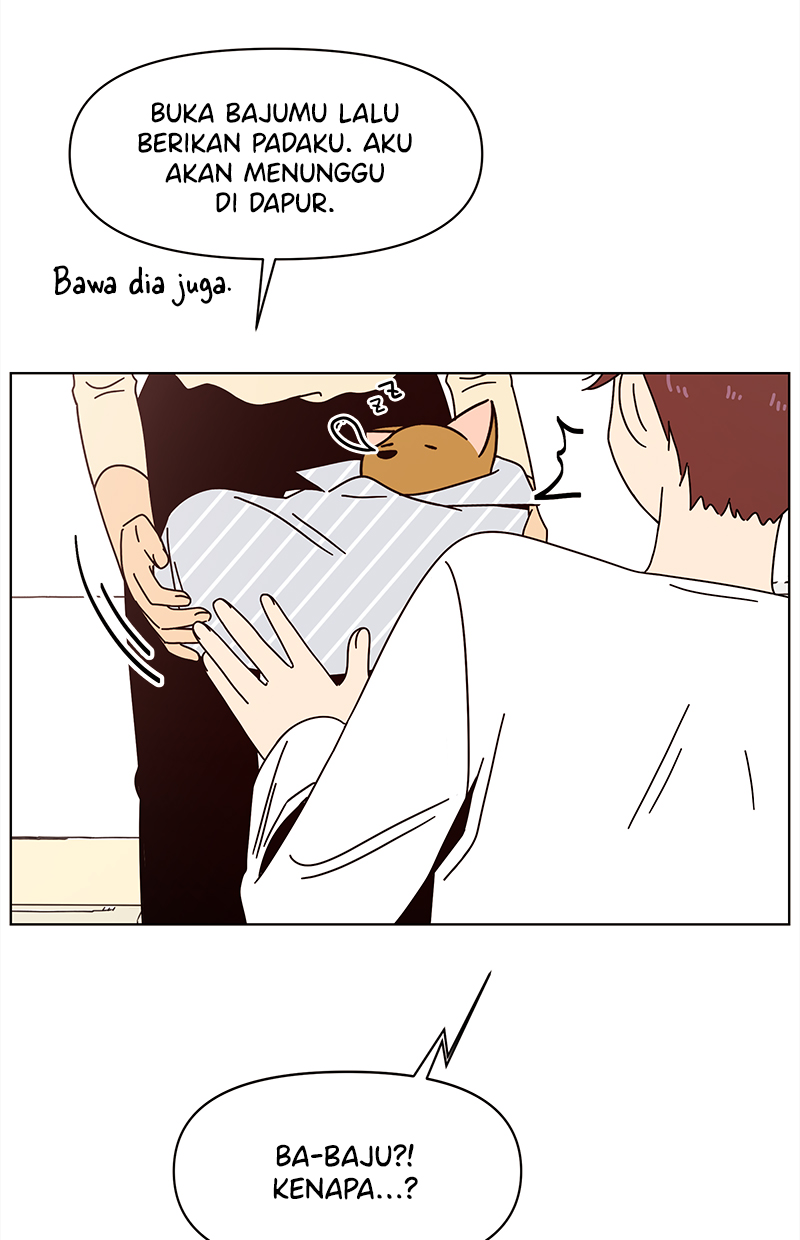 BUKA BAJUMU LALU
BERIKAN PADAKU. AKU
AKAN MENUNGGU
DI DAPUR.
Bawa dia juga.
z z z
BA-BAJU?!
KENAPA...?